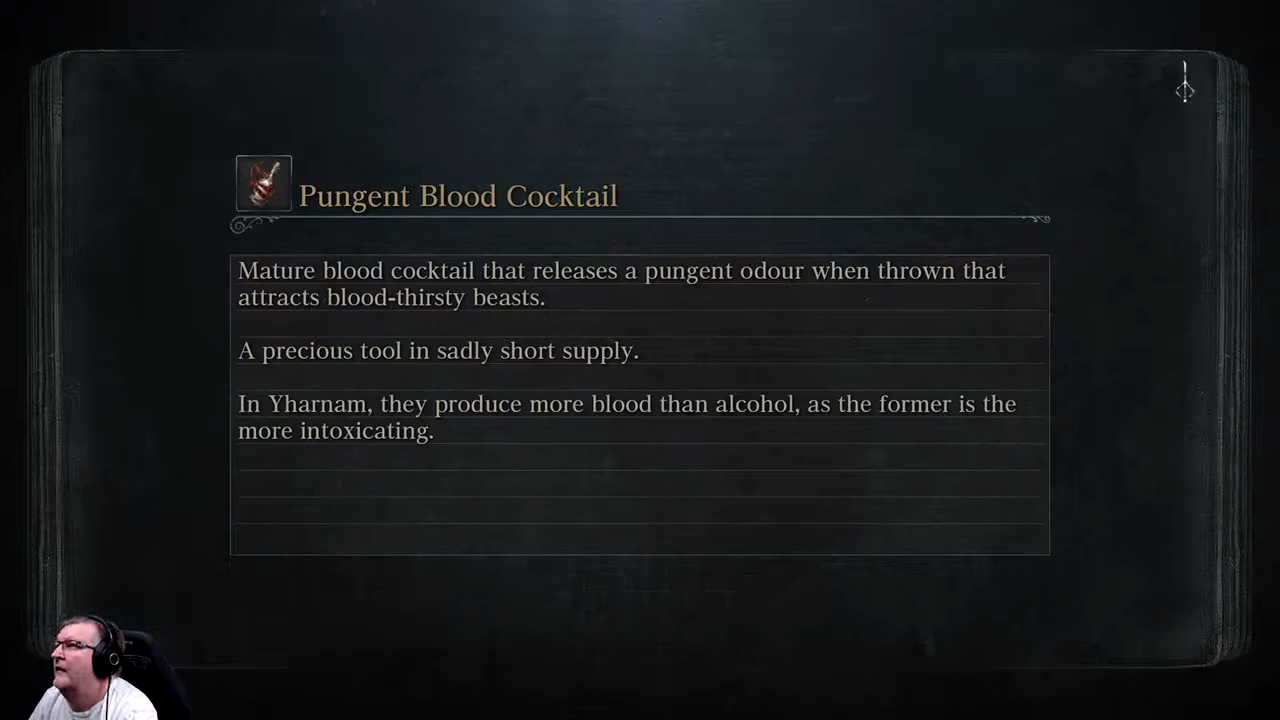 Pungent Blood Cocktail
Mature blood cocktail that releases a pungent odour when thrown that
attracts blood-thirsty beasts.
A precious tool in sadly short supply.
In Yharnam, they produce more blood than alcohol, as the former is the
more intoxicating.